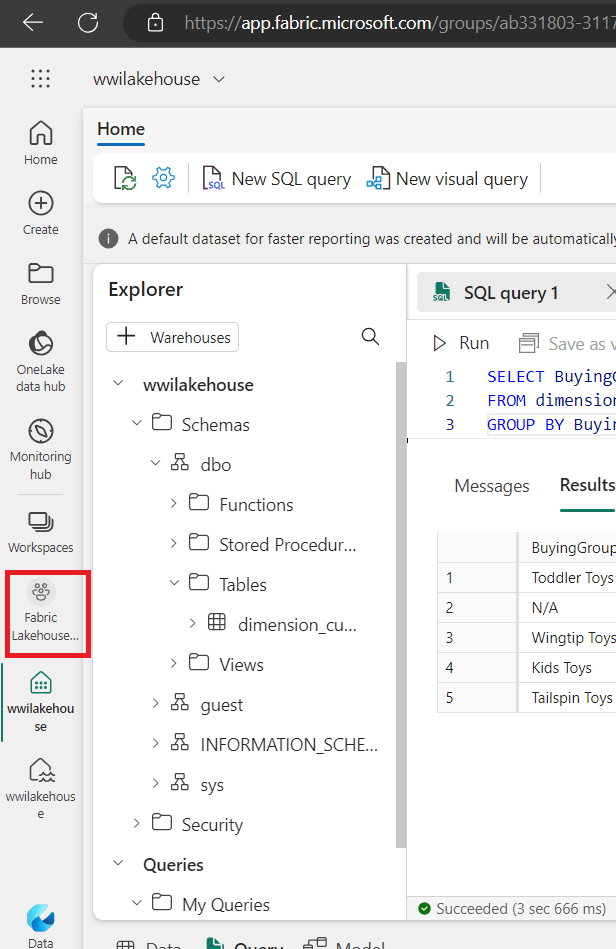 https://app.fabric.microsoft.com/groups/ab331803-3117
wwilakehouse
Home
Create
Browse
OneLake
data hub
Monitoring
hub
Workspaces
Fabric
Lakehouse...
wwilakehou
se
wwilakehous
e
Data
Home
New SQL query
New visual query
A default dataset for faster reporting was created and will be automatically
Explorer
Warehouses
wwilakehouse
Schemas
dbo
Functions
Stored Procedur...
Tables
dimension_cu...
Views
guest
INFORMATION_SCHE...
sys
Security
Queries
My Queries
SQL query 1
Run
Save as v
1 SELECT BuyingG
2 FROM dimension
3 GROUP BY Buyin
Messages
Results
BuyingGroup
1 Toddler Toys
2 N/A
3 Wingtip Toys
4 Kids Toys
5 Tailspin Toys
Succeeded (3 sec 666 ms)
Data
Query
Model